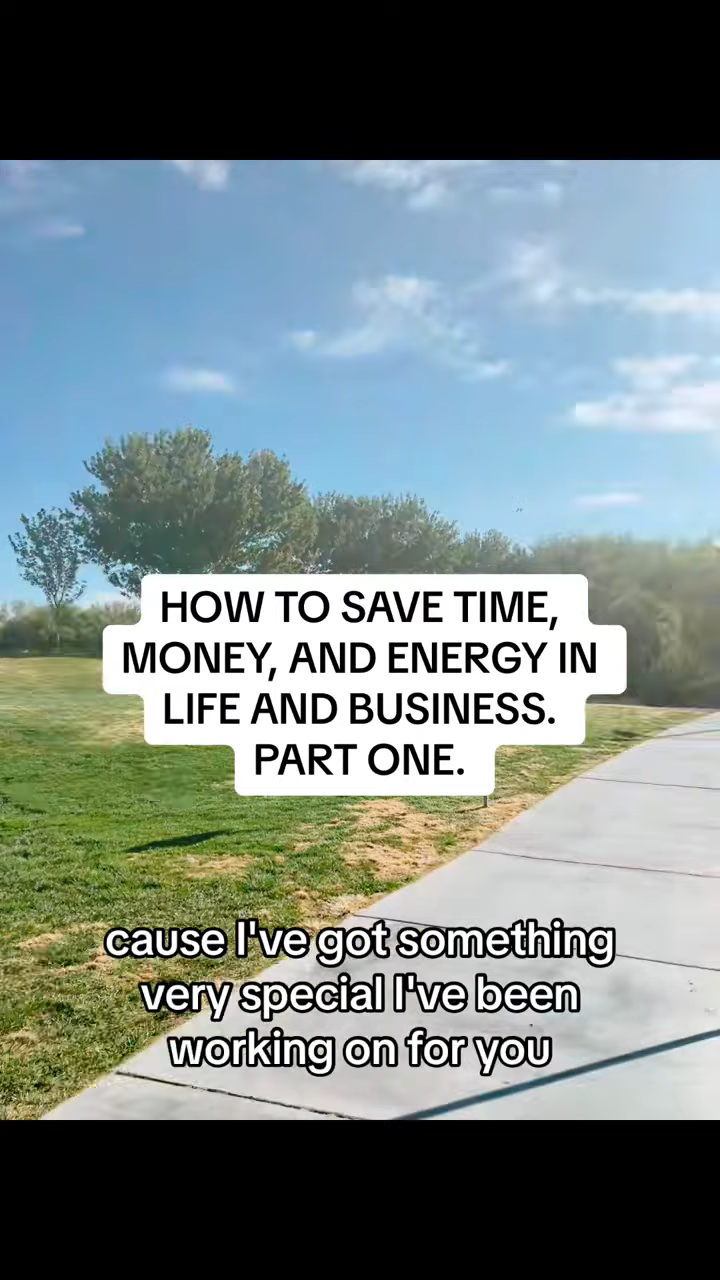 HOW TO SAVE TIME,
MONEY, AND ENERGY IN
LIFE AND BUSINESS.
PART ONE.
cause I've got something
very special I've been
working on for you